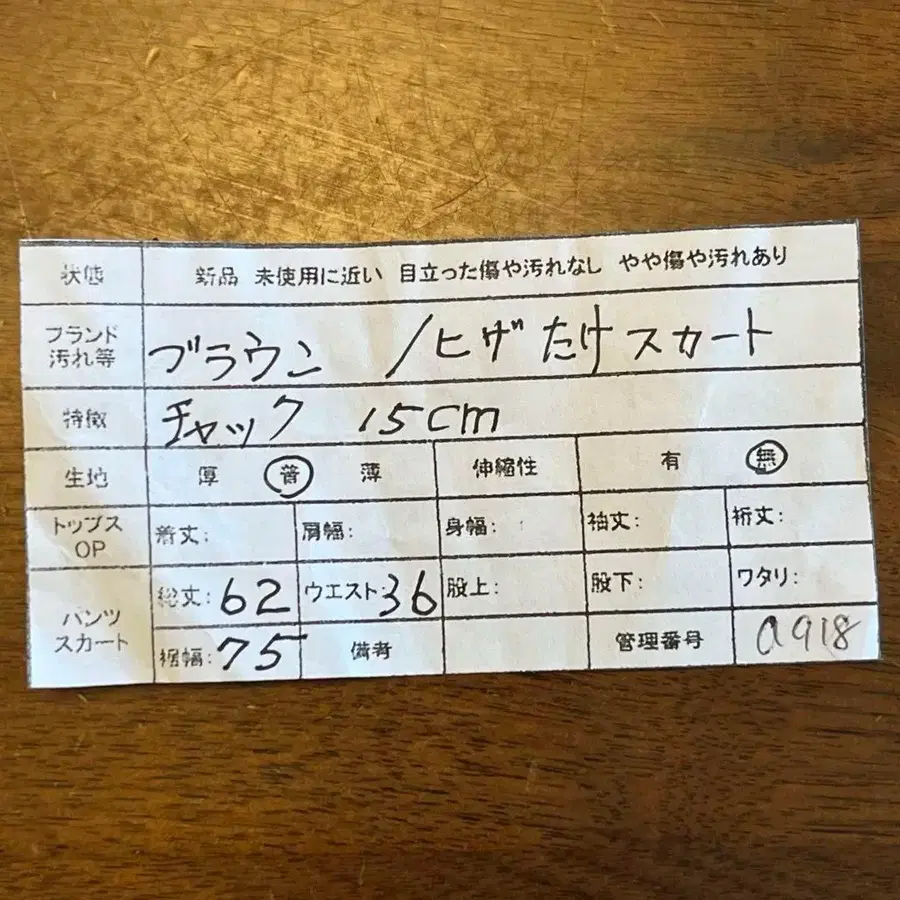 状態 新品 未使用に近い 目立った傷や汚れなし やや傷や汚れあり
ブランド
汚れ等 ブラウン /ヒザたけスカート
特徴 チャック 15cm
生地 厚 普 薄 伸縮性 有 無
トップス
OP 着丈: 肩幅: 身幅: 袖丈: 裄丈:
パンツ
スカート 総丈:62 ウエスト:36 股上: 股下: ワタリ:
裾幅:75 備考 管理番号 a918